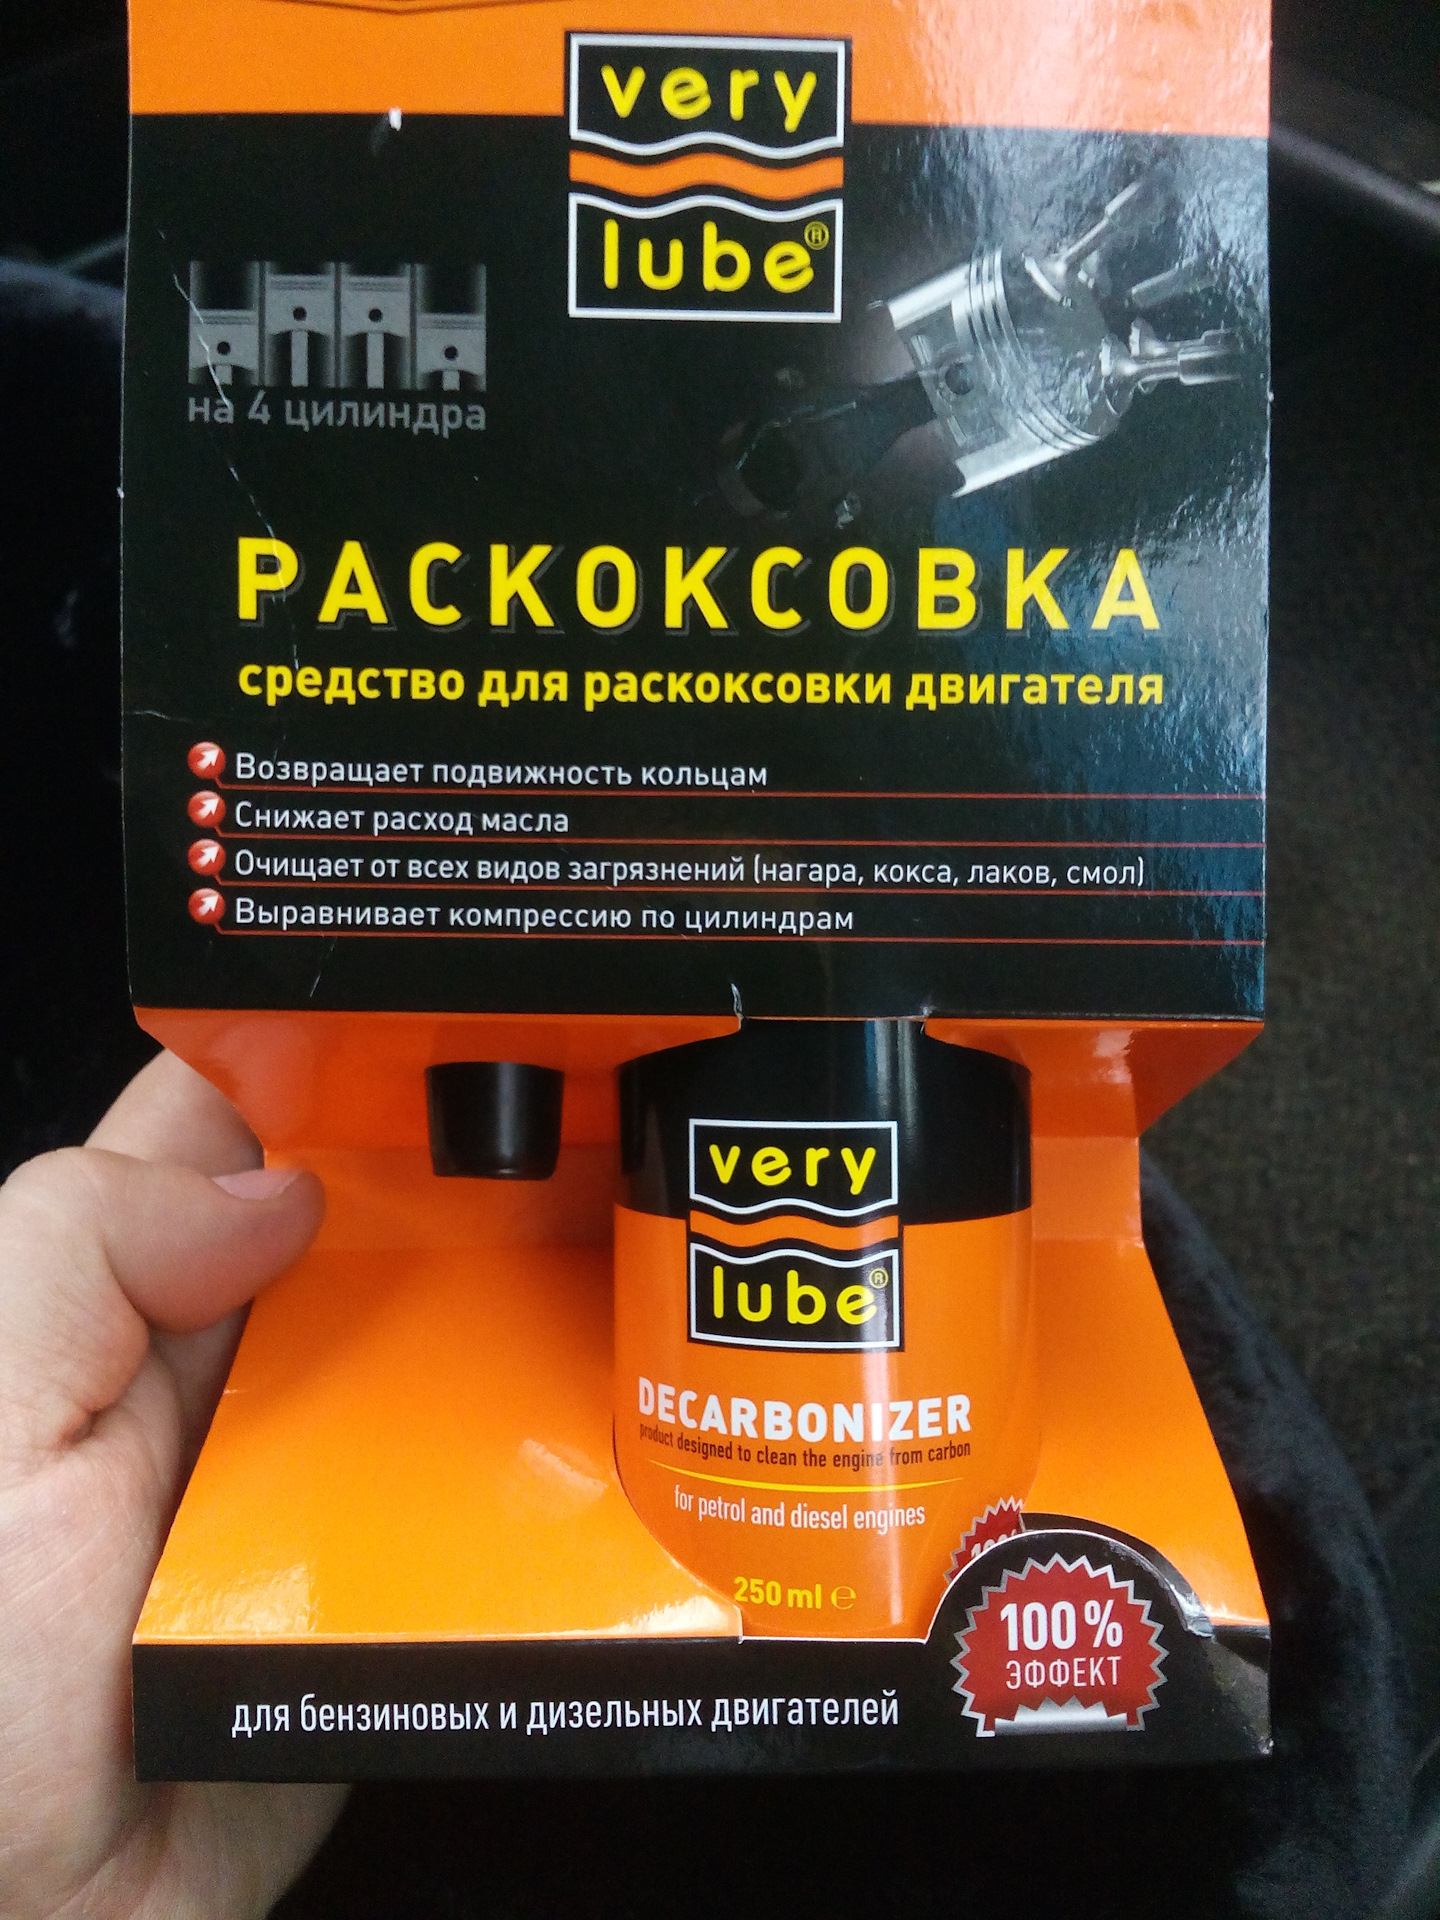 very
lube®
на 4 цилиндра
РАСКОКСОВКА
средство для раскоксовки двигателя
Возвращает подвижность кольцам
Снижает расход масла
Очищает от всех видов загрязнений (нагара, кокса, лаков, смол)
Выравнивает компрессию по цилиндрам
very
lube®
DECARBONIZER
product designed to clean the engine from carbon
for petrol and diesel engines
250 ml ℮
100 %
ЭФФЕКТ
для бензиновых и дизельных двигателей